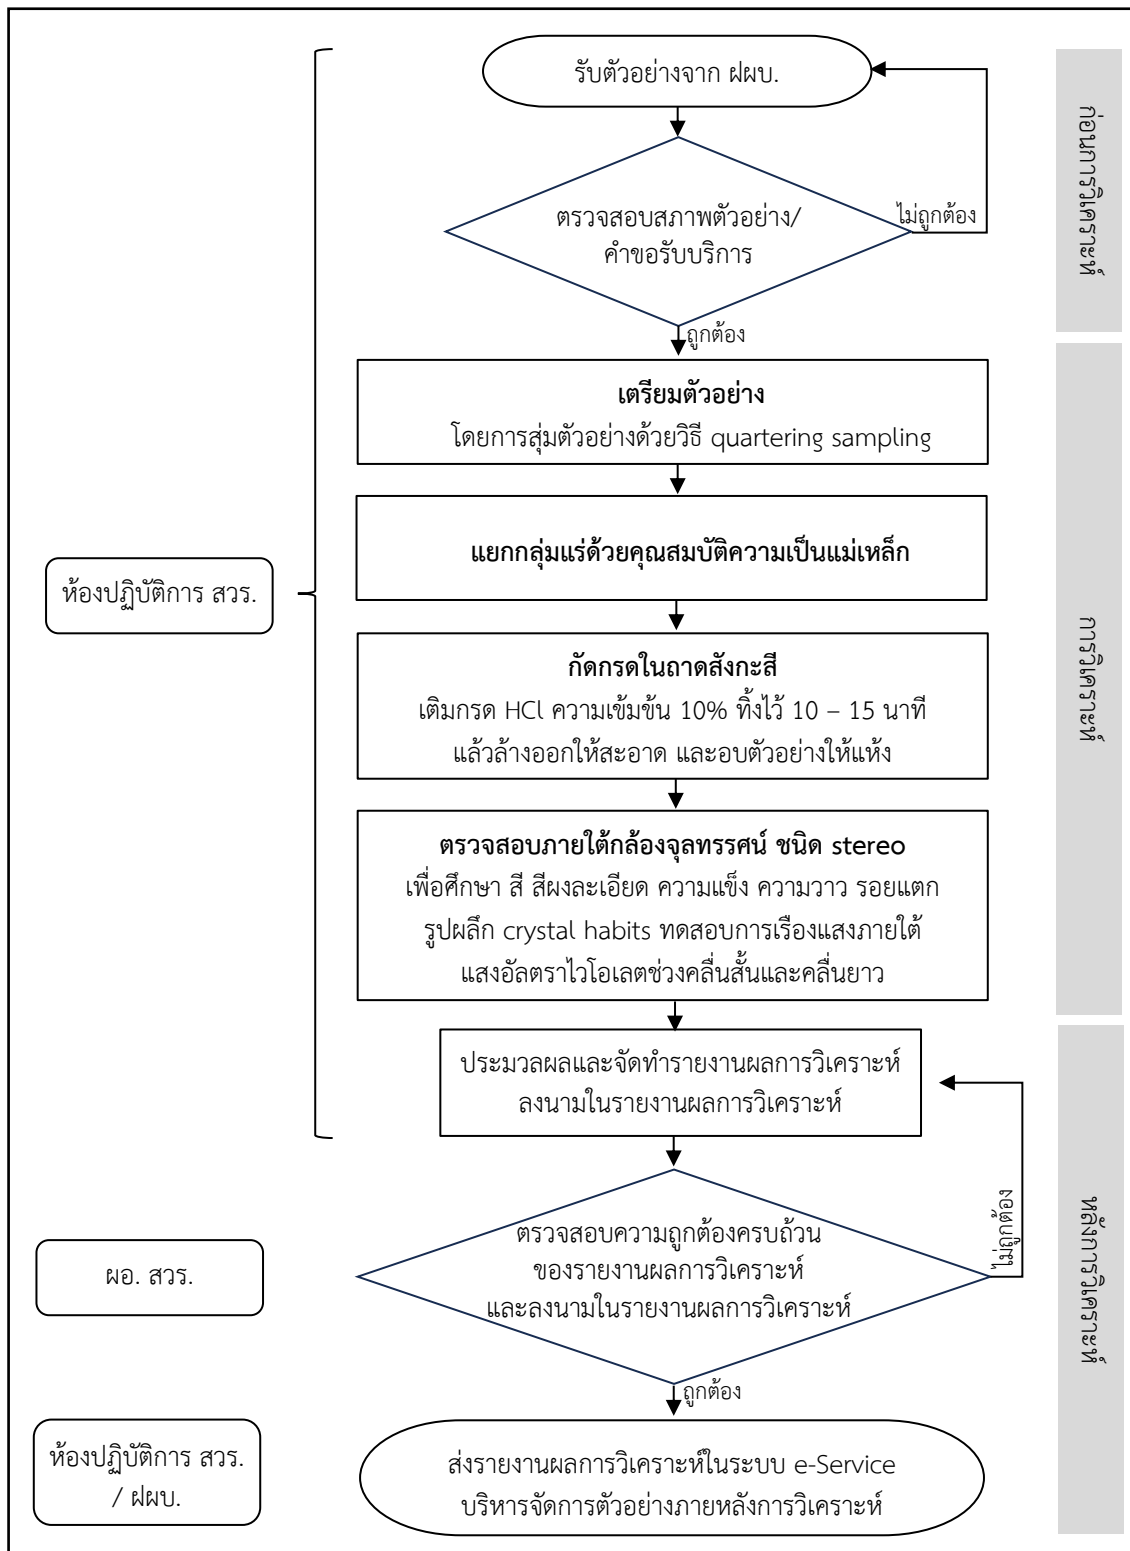 รับตัวอย่างจาก ฝผบ.
ก่อนการวิเคราะห์
ตรวจสอบสภาพตัวอย่าง/
คำขอรับบริการ
ไม่ถูกต้อง
ถูกต้อง
เตรียมตัวอย่าง
โดยการสุ่มตัวอย่างด้วยวิธี quartering sampling
แยกกลุ่มแร่ด้วยคุณสมบัติความเป็นแม่เหล็ก
ห้องปฏิบัติการ สวร.
การวิเคราะห์
กัดกรดในถาดสังกะสี
เติมกรด HCl ความเข้มข้น 10% ทิ้งไว้ 10 – 15 นาที
แล้วล้างออกให้สะอาด และอบตัวอย่างให้แห้ง
ตรวจสอบภายใต้กล้องจุลทรรศน์ ชนิด stereo
เพื่อศึกษา สี สีผงละเอียด ความแข็ง ความวาว รอยแตก
รูปผลึก crystal habits ทดสอบการเรืองแสงภายใต้
แสงอัลตราไวโอเลตช่วงคลื่นสั้นและคลื่นยาว
ประมวลผลและจัดทำรายงานผลการวิเคราะห์
ลงนามในรายงานผลการวิเคราะห์
หลังการวิเคราะห์
ผอ. สวร.
ตรวจสอบความถูกต้องครบถ้วน
ของรายงานผลการวิเคราะห์
และลงนามในรายงานผลการวิเคราะห์
ไม่ถูกต้อง
ถูกต้อง
ห้องปฏิบัติการ สวร.
/ ฝผบ.
ส่งรายงานผลการวิเคราะห์ในระบบ e-Service
บริหารจัดการตัวอย่างภายหลังการวิเคราะห์